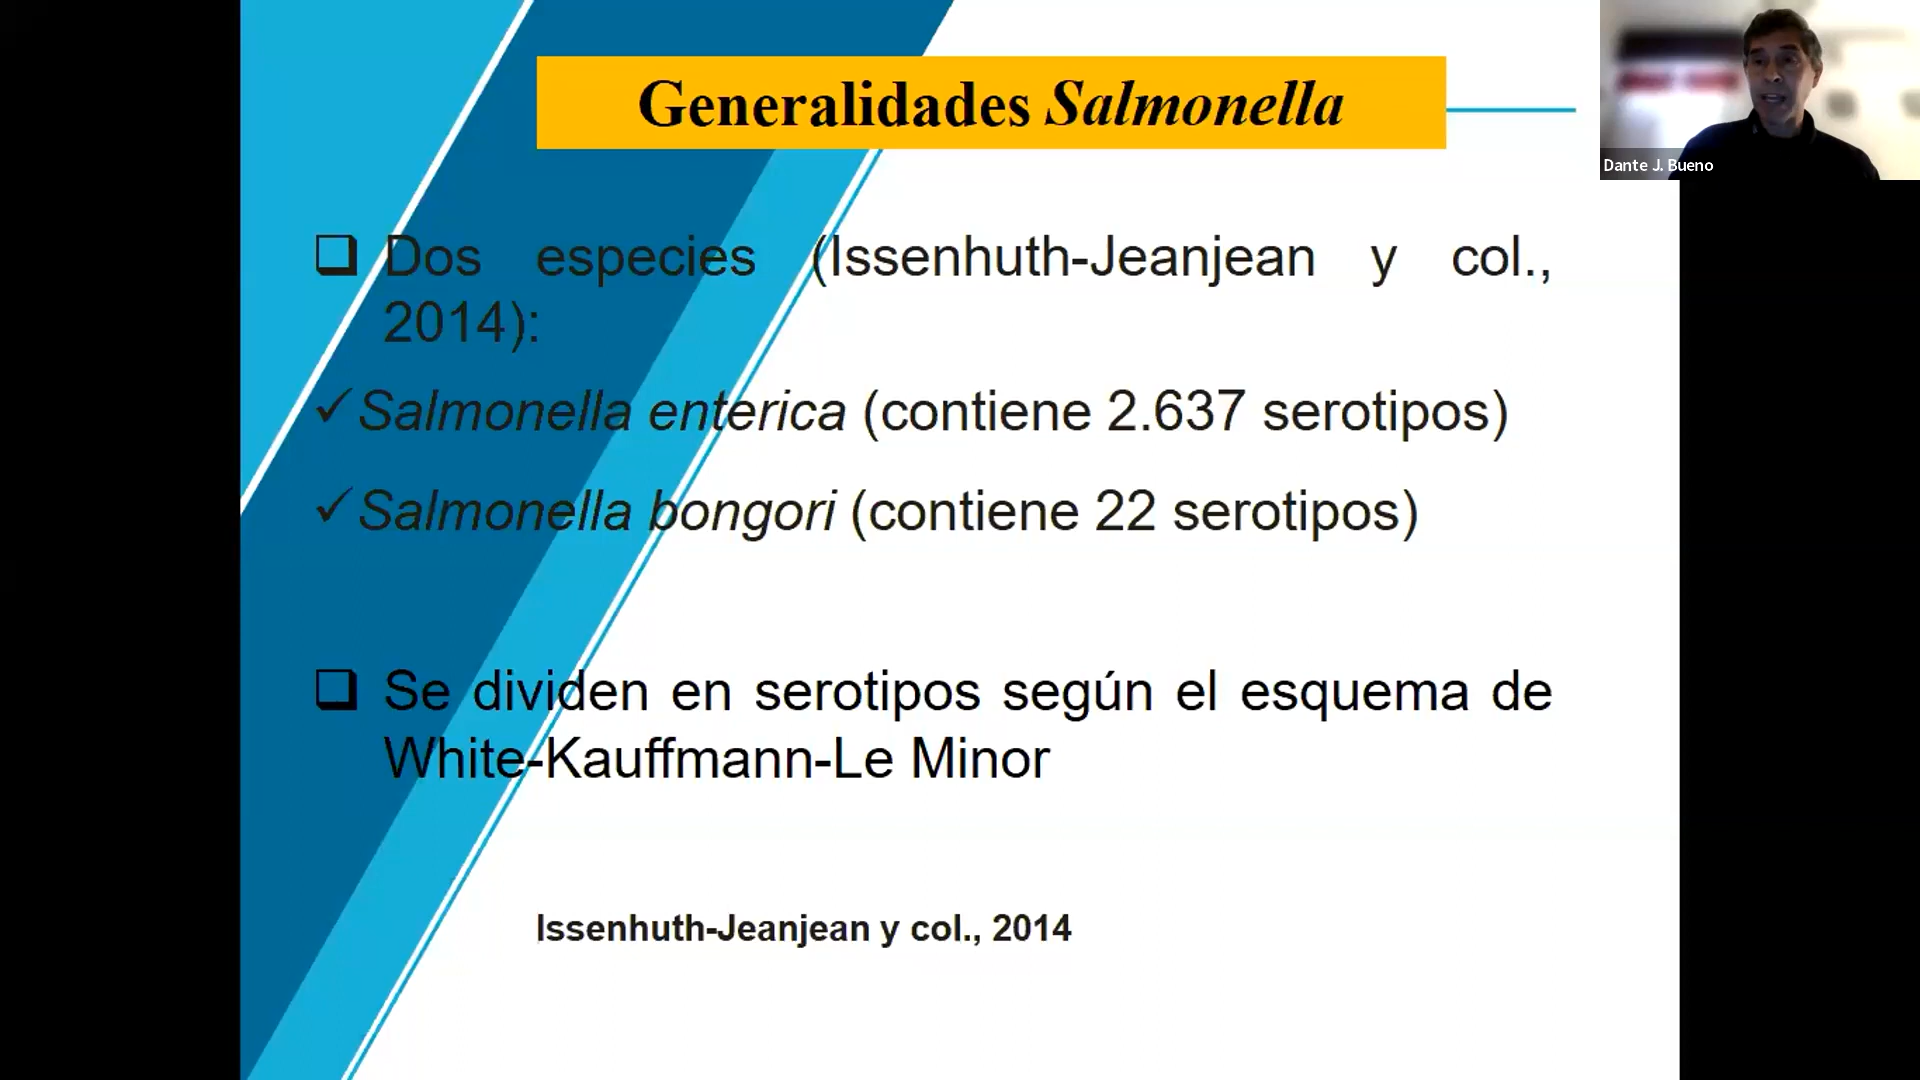 Generalidades Salmonella
Dante J. Bueno
Dos especies (Issenhuth-Jeanjean y col.,
2014):
Salmonella enterica (contiene 2.637 serotipos)
Salmonella bongori (contiene 22 serotipos)
Se dividen en serotipos según el esquema de
White-Kauffmann-Le Minor
Issenhuth-Jeanjean y col., 2014